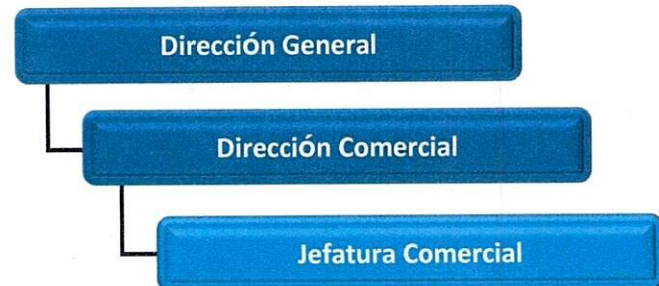 Dirección General
Dirección Comercial
Jefatura Comercial